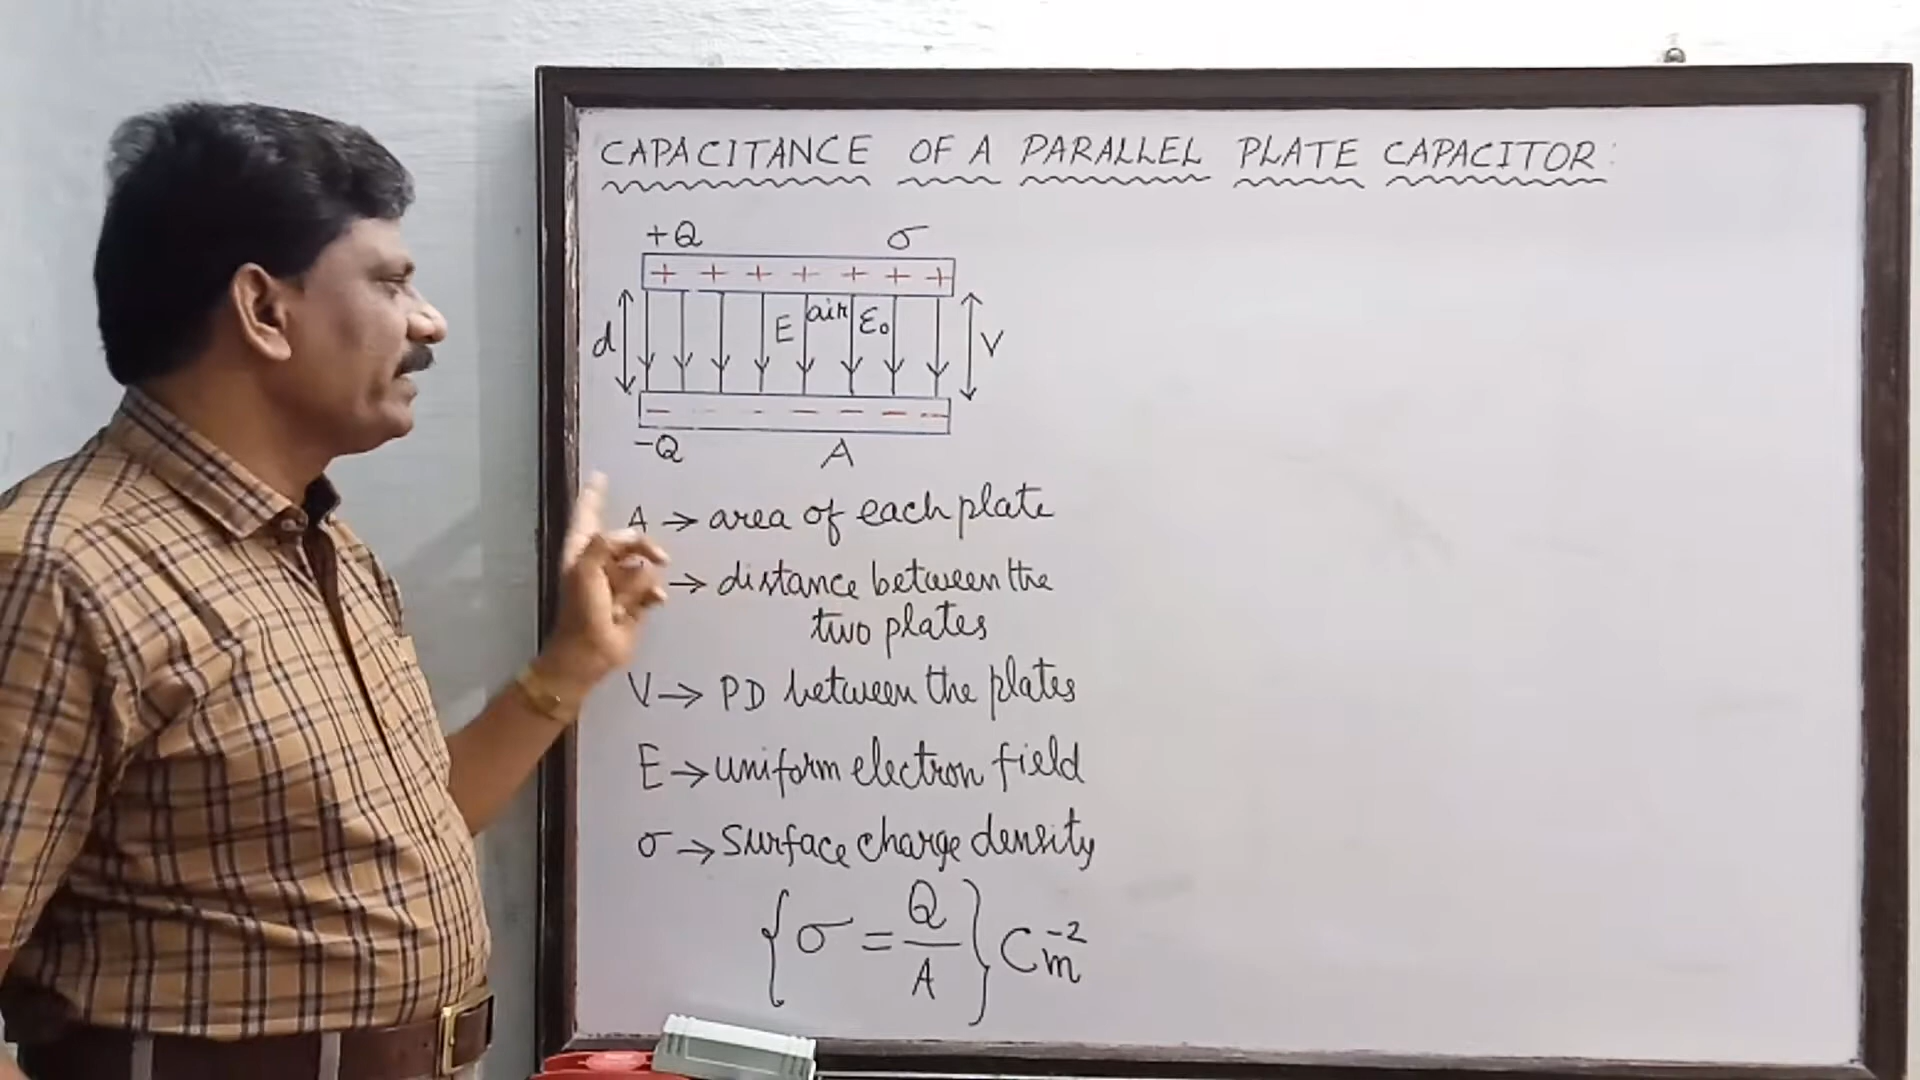 CAPACITANCE OF A PARALLEL PLATE CAPACITOR:
+Q σ
+ + + + + + +
d E air ε₀ V
− − − − − − −
-Q A
A → area of each plate
→ distance between the
two plates
V → PD between the plates
E → uniform electron field
σ → Surface charge density
{σ = Q/A} Cm⁻²